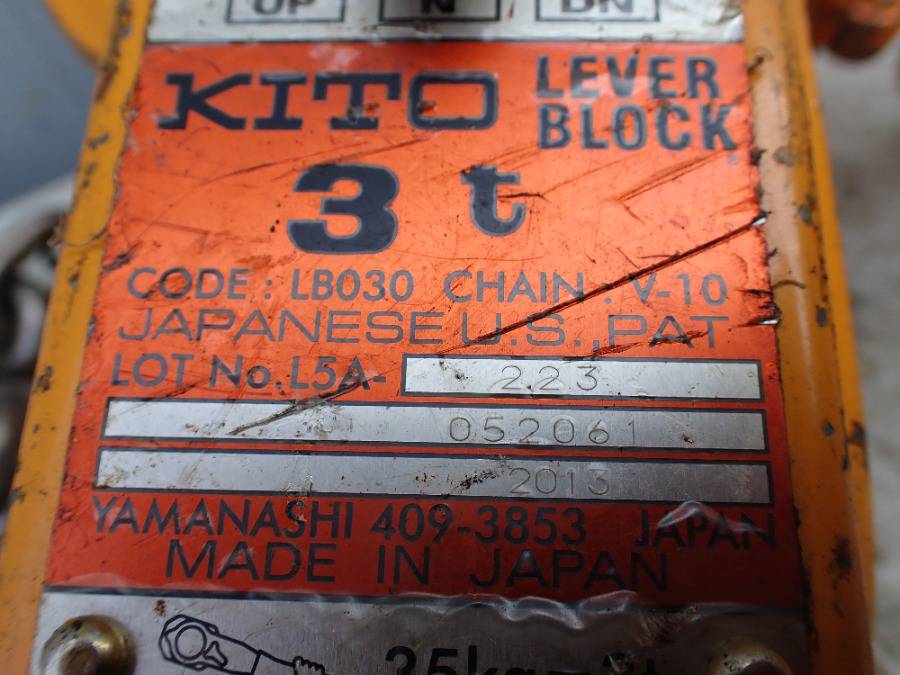 UP N DN
KITO LEVER BLOCK
3 t
CODE : LB030 CHAIN : V-10
JAPANESE U.S., PAT
LOT No. L5A- 223
052061
2013
YAMANASHI 409-3853 JAPAN
MADE IN JAPAN